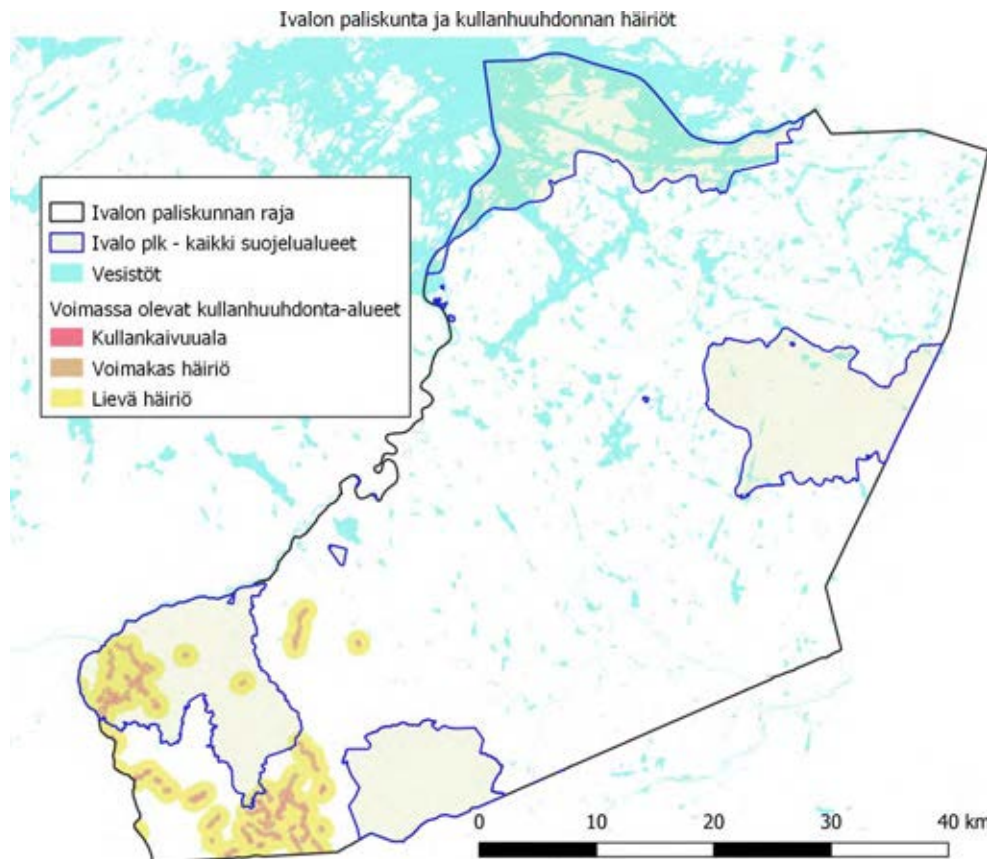 Ivalon paliskunta ja kullanhuuhdonnan häiriöt
Ivalon paliskunnan raja
Ivalo plk - kaikki suojelualueet
Vesistöt
Voimassa olevat kullanhuuhdonta-alueet
Kullankaivuuala
Voimakas häiriö
Lievä häiriö
0 10 20 30 40 km